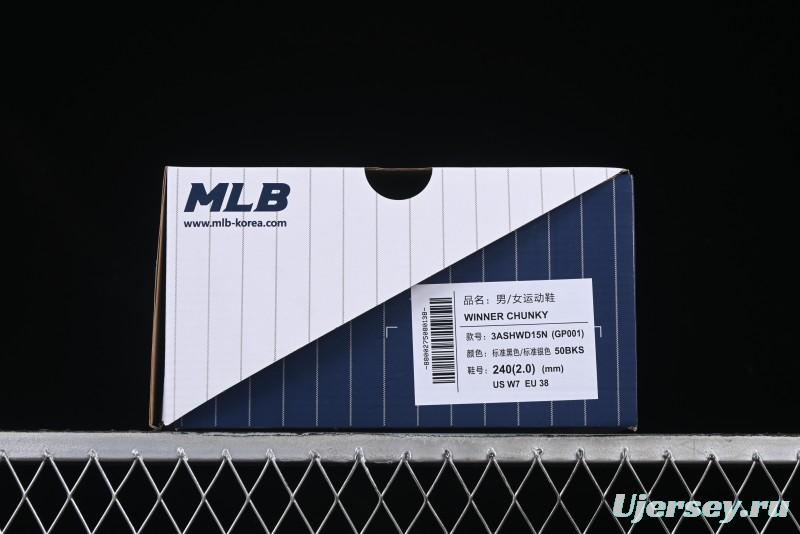 MLB
www.mlb-korea.com
品名：男/女运动鞋
WINNER CHUNKY
款号：3ASHWD15N (GP001)
颜色：标准黑色/标准银色 50BKS
鞋号：240(2.0) (mm)
US W7 EU 38
Ujersey.ru